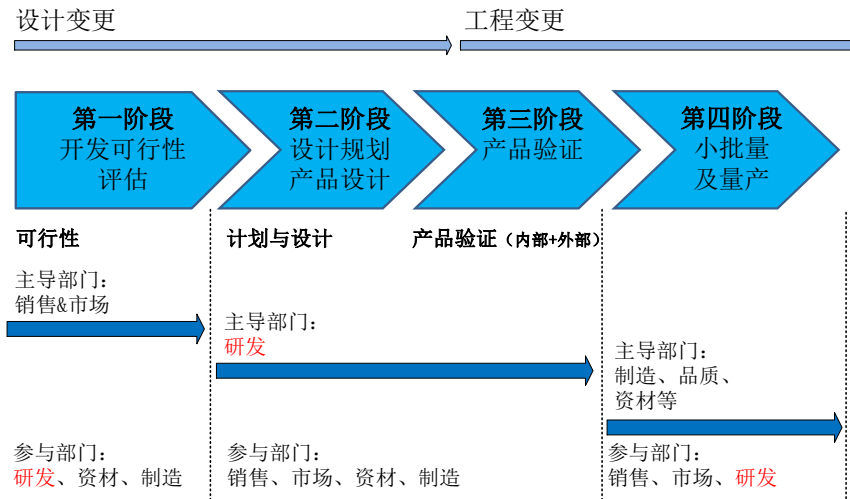 设计变更
工程变更
第一阶段
开发可行性
评估
第二阶段
设计规划
产品设计
第三阶段
产品验证
第四阶段
小批量
及量产
可行性
计划与设计
产品验证（内部+外部）
主导部门：
销售&市场
主导部门：
研发
主导部门：
制造、品质、
资材等
参与部门：
研发、资材、制造
参与部门：
销售、市场、资材、制造
参与部门：
销售、市场、研发